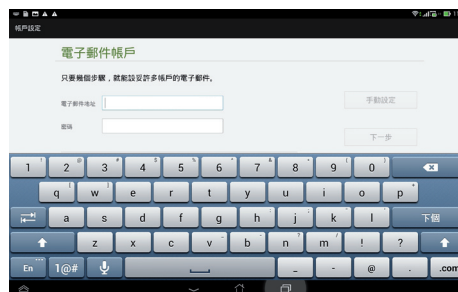 帳戶設定
電子郵件帳戶
只要幾個步驟，就能設妥許多帳戶的電子郵件。
電子郵件地址
手動設定
密碼
下一步
1 2 3 4 5 6 7 8 9 0
q w e r t y u i o p
a s d f g h j k l 下個
z x c v b n m ! ?
En 1@# _ - @ . .com